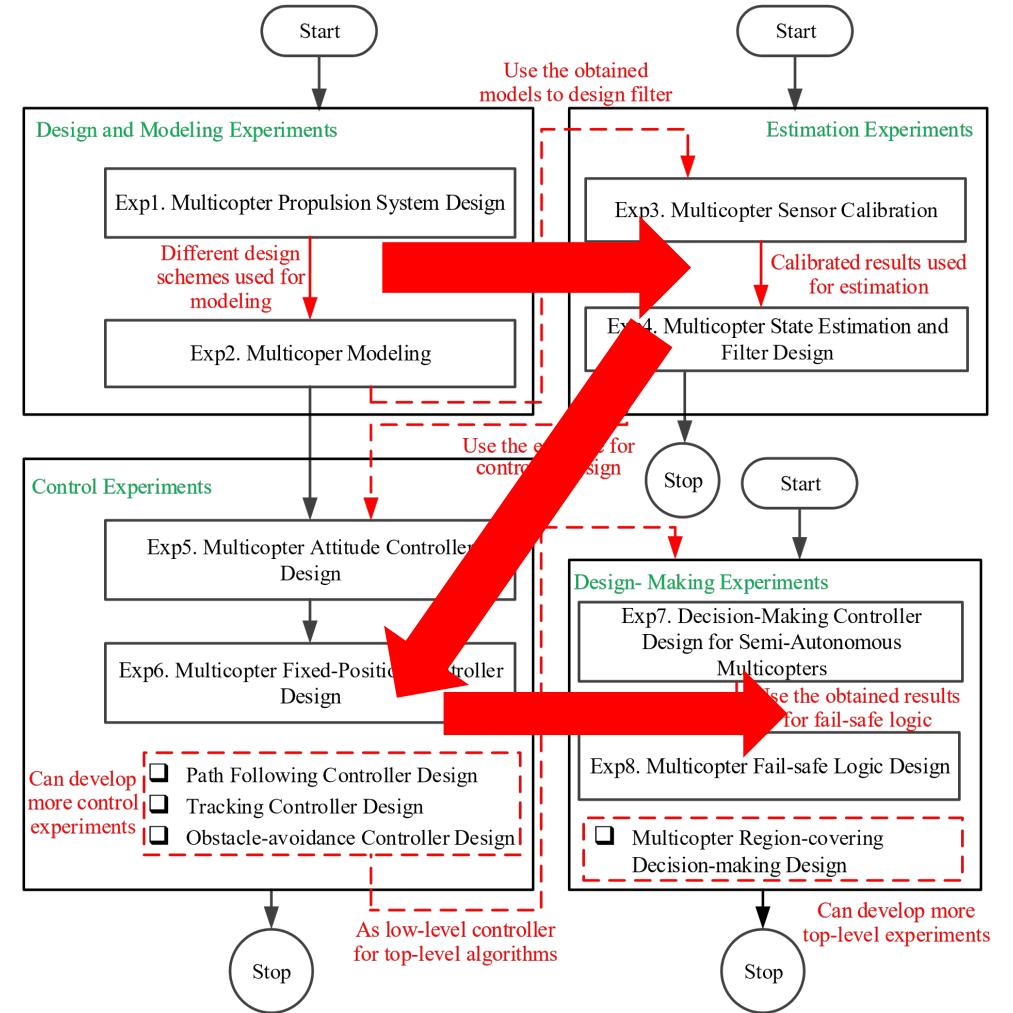 Start
Start
Use the obtained
models to design filter
Design and Modeling Experiments
Estimation Experiments
Exp1. Multicopter Propulsion System Design
Exp3. Multicopter Sensor Calibration
Different design
schemes used for
modeling
Calibrated results used
for estimation
Exp2. Multicoper Modeling
Multicopter State Estimation and
Filter Design
Use the
for
design
Stop
Start
Control Experiments
Exp5. Multicopter Attitude Controller
Design
Design- Making Experiments
Exp7. Decision-Making Controller
Design for Semi-Autonomous
Multicopters
Exp6. Multicopter Fixed-Position
Design
the obtained results
for fail-safe logic
Exp8. Multicopter Fail-safe Logic Design
Can develop
more control
experiments
Path Following Controller Design
Tracking Controller Design
Obstacle-avoidance Controller Design
Multicopter Region-covering
Decision-making Design
As low-level controller
for top-level algorithms
Can develop more
top-level experiments
Stop
Stop